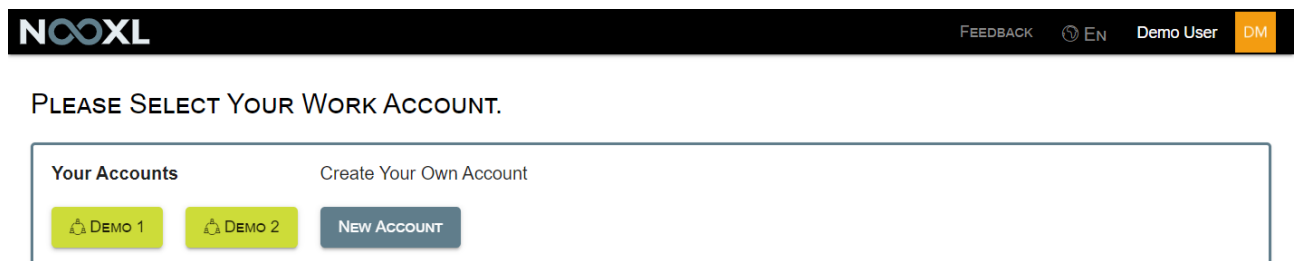 NOOXL
FEEDBACK EN Demo User DM
PLEASE SELECT YOUR WORK ACCOUNT.
Your Accounts Create Your Own Account
DEMO 1 DEMO 2 NEW ACCOUNT